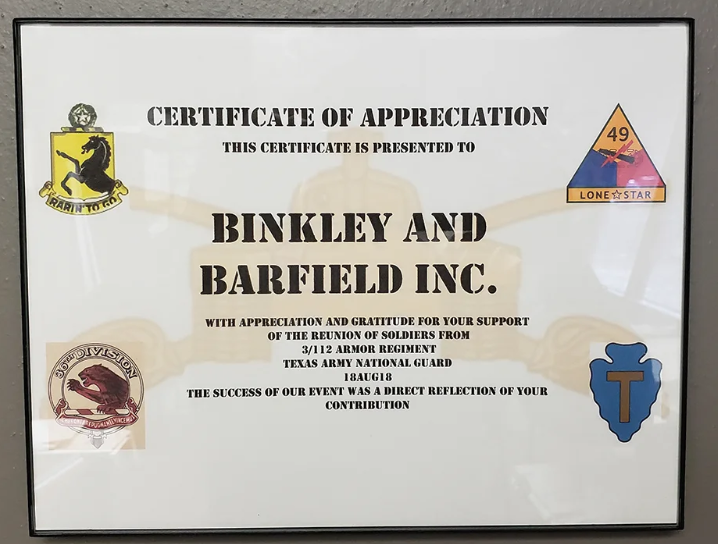 CERTIFICATE OF APPRECIATION
THIS CERTIFICATE IS PRESENTED TO
RARIN' TO GO
49
LONE STAR
BINKLEY AND
BARFIELD INC.
WITH APPRECIATION AND GRATITUDE FOR YOUR SUPPORT
OF THE REUNION OF SOLDIERS FROM
3/112 ARMOR REGIMENT
TEXAS ARMY NATIONAL GUARD
18AUG18
THE SUCCESS OF OUR EVENT WAS A DIRECT REFLECTION OF YOUR
CONTRIBUTION
36TH DIVISION
T